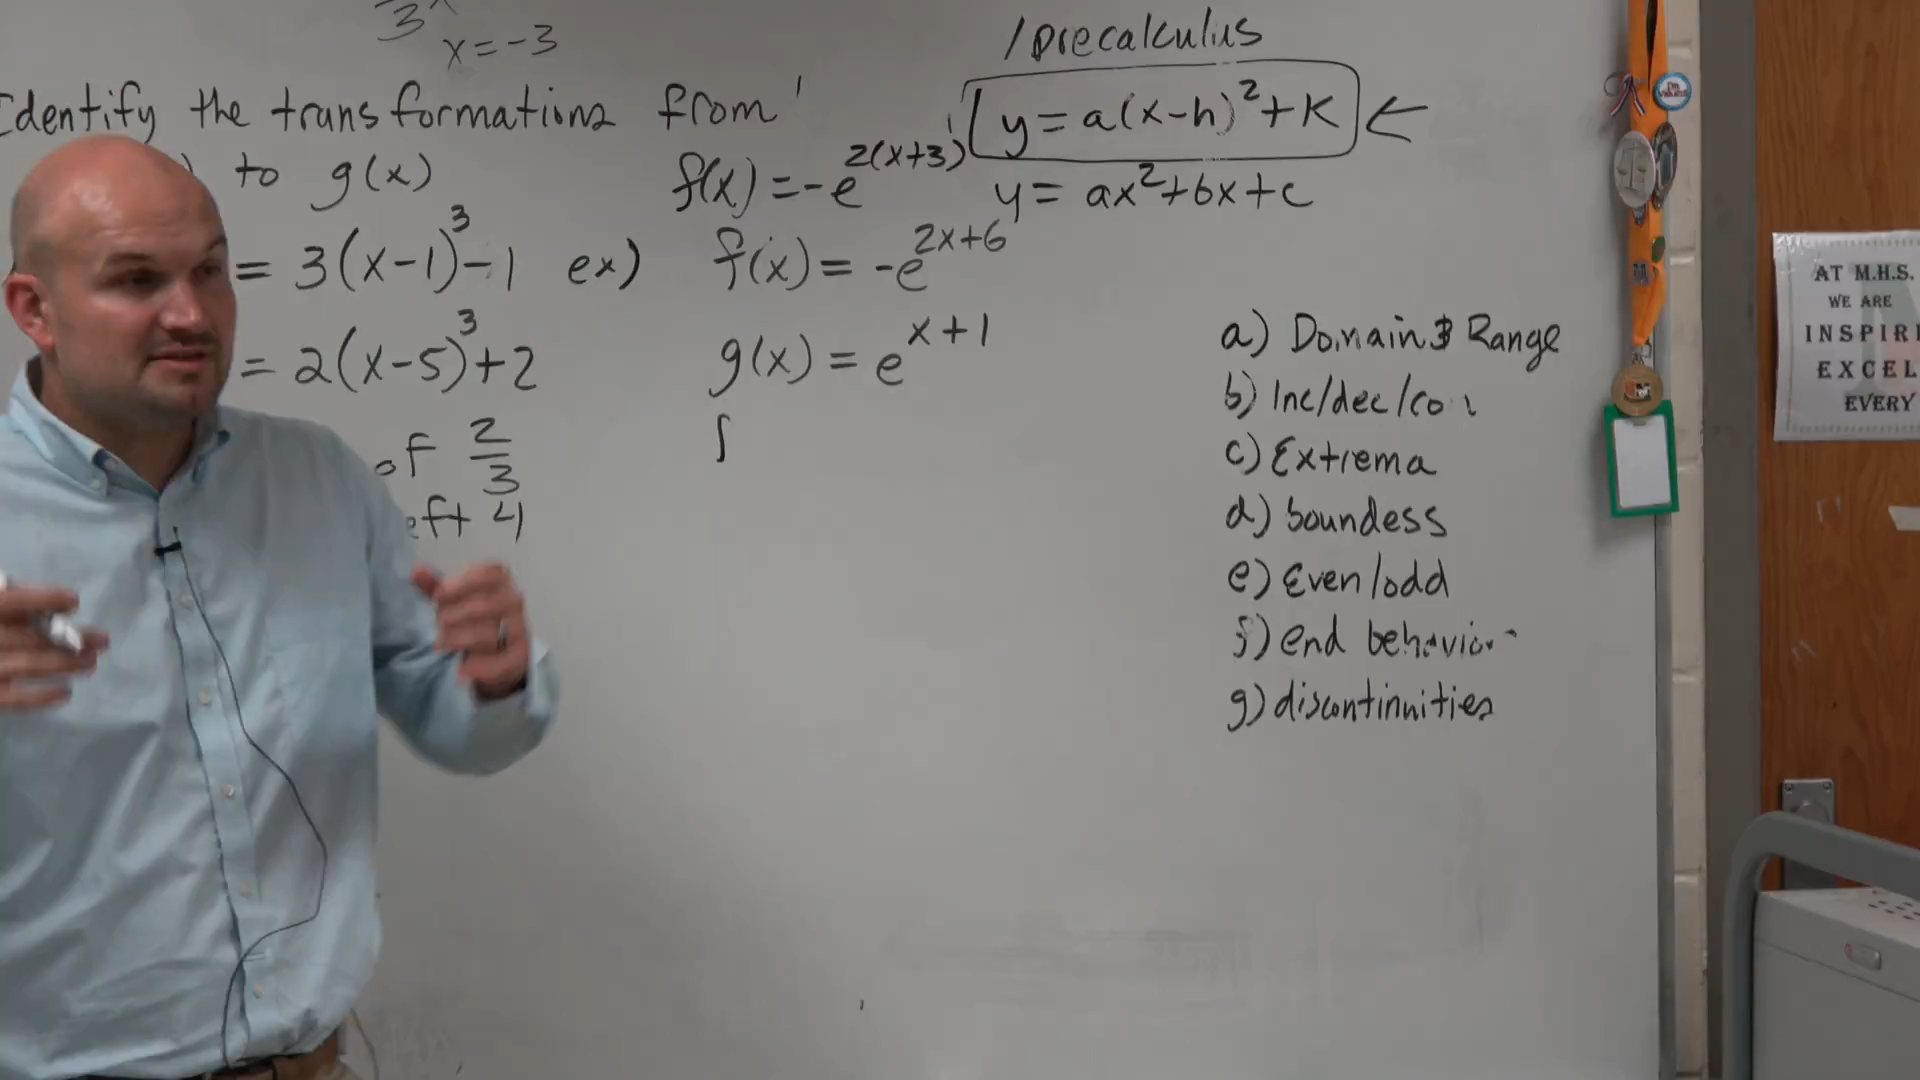 x=-3
/precalculus
Identify the transformations from
to g(x)
y=a(x-h)²+K
f(x)=-e^2(x+3)
y= ax²+bx+c
= 3(x-1)³-1 ex) f(x)= -e^2x+6
= 2(x-5)³+2 g(x) = e^x+1
of 2/3
eft 4
a) Domain & Range
b) Inc/dec/co
c) Extrema
d) boundess
e) Even/odd
f) end behavior
g) discontinuities
AT M.H.S.
WE ARE
INSPIRI
EXCEL
EVERY